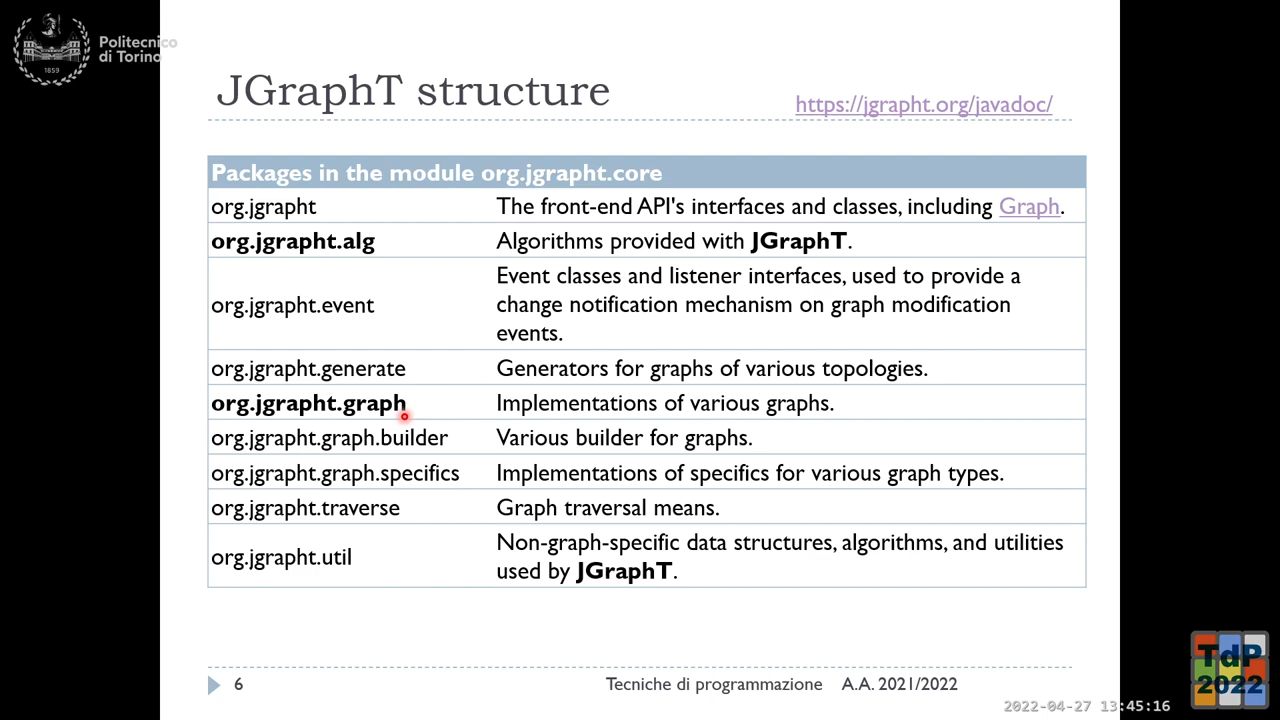 Politecnico
di Torino
1859
JGraphT structure
https://jgrapht.org/javadoc/
Packages in the module org.jgrapht.core
org.jgrapht
The front-end API's interfaces and classes, including Graph.
org.jgrapht.alg
Algorithms provided with JGraphT.
org.jgrapht.event
Event classes and listener interfaces, used to provide a
change notification mechanism on graph modification
events.
org.jgrapht.generate
Generators for graphs of various topologies.
org.jgrapht.graph
Implementations of various graphs.
org.jgrapht.graph.builder
Various builder for graphs.
org.jgrapht.graph.specifics
Implementations of specifics for various graph types.
org.jgrapht.traverse
Graph traversal means.
org.jgrapht.util
Non-graph-specific data structures, algorithms, and utilities
used by JGraphT.
6
Tecniche di programmazione A.A. 2021/2022
TdP
2022
2022-04-27 13:45:16